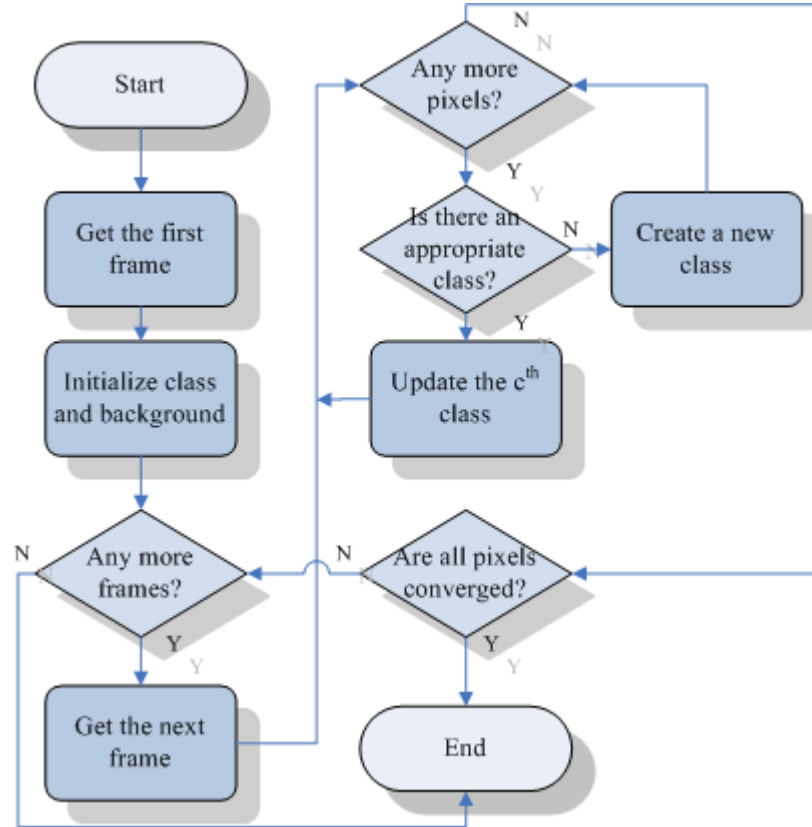 Start
Get the first
frame
Initialize class
and background
Any more
frames?
N
Y
Get the next
frame
Any more
pixels?
N
Y
Is there an
appropriate
class?
N
Y
Create a new
class
Update the cth
class
Are all pixels
converged?
N
Y
End